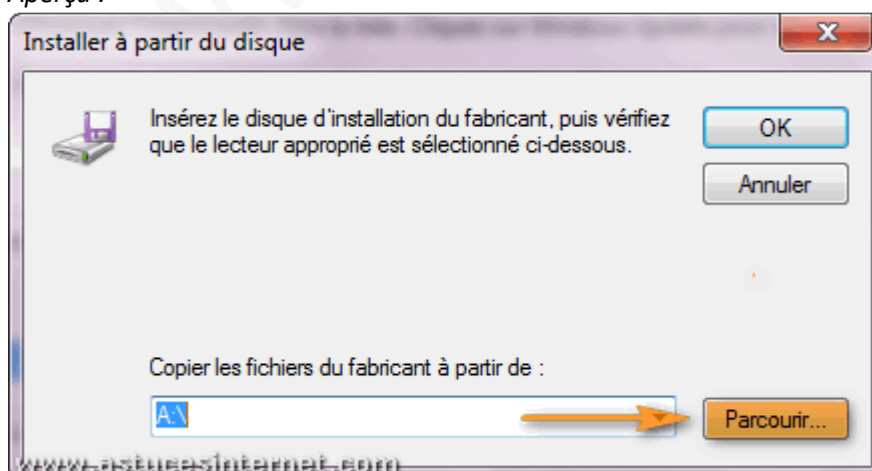 Aperçu :
Installer à partir du disque
Insérez le disque d'installation du fabricant, puis vérifiez
que le lecteur approprié est sélectionné ci-dessous.
OK
Annuler
Copier les fichiers du fabricant à partir de :
A:\
Parcourir...
www.astucesinternet.com